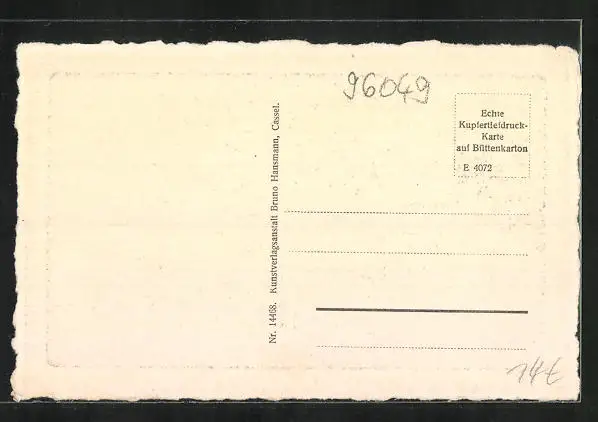 96049
Echte
Kupfertiefdruck-
Karte
auf Büttenkarton
E 4072
Nr. 14468. Kunstverlagsanstalt Bruno Hansmann, Cassel.
14€